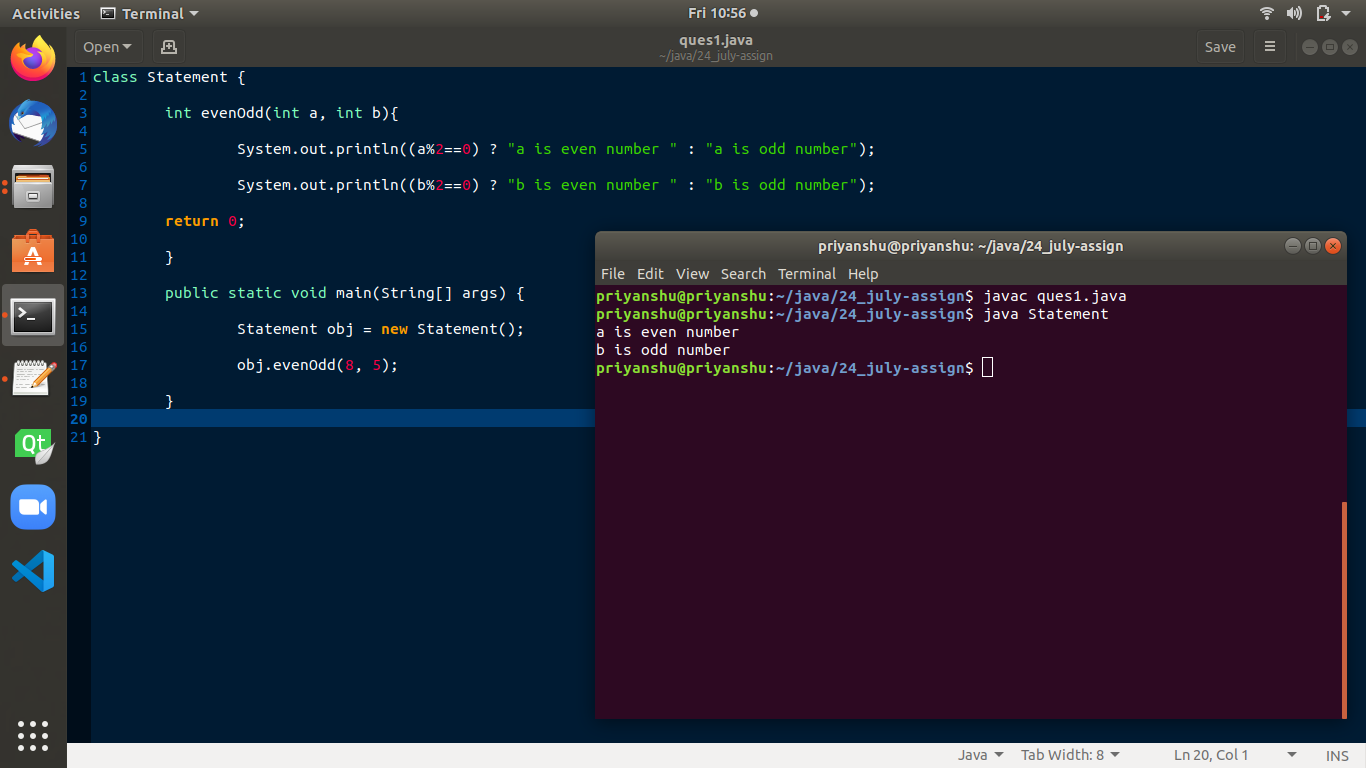 Activities Terminal Fri 10:56
Open ques1.java Save
~/java/24_july-assign
1 class Statement {
2
3 int evenOdd(int a, int b){
4
5 System.out.println((a%2==0) ? "a is even number " : "a is odd number");
6
7 System.out.println((b%2==0) ? "b is even number " : "b is odd number");
8
9 return 0;
10
11 }
12
13 public static void main(String[] args) {
14
15 Statement obj = new Statement();
16
17 obj.evenOdd(8, 5);
18
19 }
20
21 }
priyanshu@priyanshu: ~/java/24_july-assign
File Edit View Search Terminal Help
priyanshu@priyanshu:~/java/24_july-assign$ javac ques1.java
priyanshu@priyanshu:~/java/24_july-assign$ java Statement
a is even number
b is odd number
priyanshu@priyanshu:~/java/24_july-assign$
Qt
Java Tab Width: 8 Ln 20, Col 1 INS